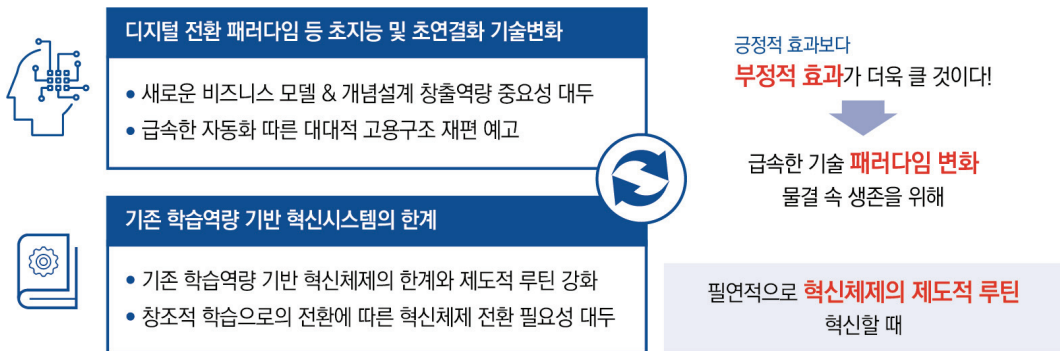 디지털 전환 패러다임 등 초지능 및 초연결화 기술변화
• 새로운 비즈니스 모델 & 개념설계 창출역량 중요성 대두
• 급속한 자동화 따른 대대적 고용구조 재편 예고
기존 학습역량 기반 혁신시스템의 한계
• 기존 학습역량 기반 혁신체제의 한계와 제도적 루틴 강화
• 창조적 학습으로의 전환에 따른 혁신체제 전환 필요성 대두
긍정적 효과보다
부정적 효과가 더욱 클 것이다!
급속한 기술 패러다임 변화
물결 속 생존을 위해
필연적으로 혁신체제의 제도적 루틴
혁신할 때